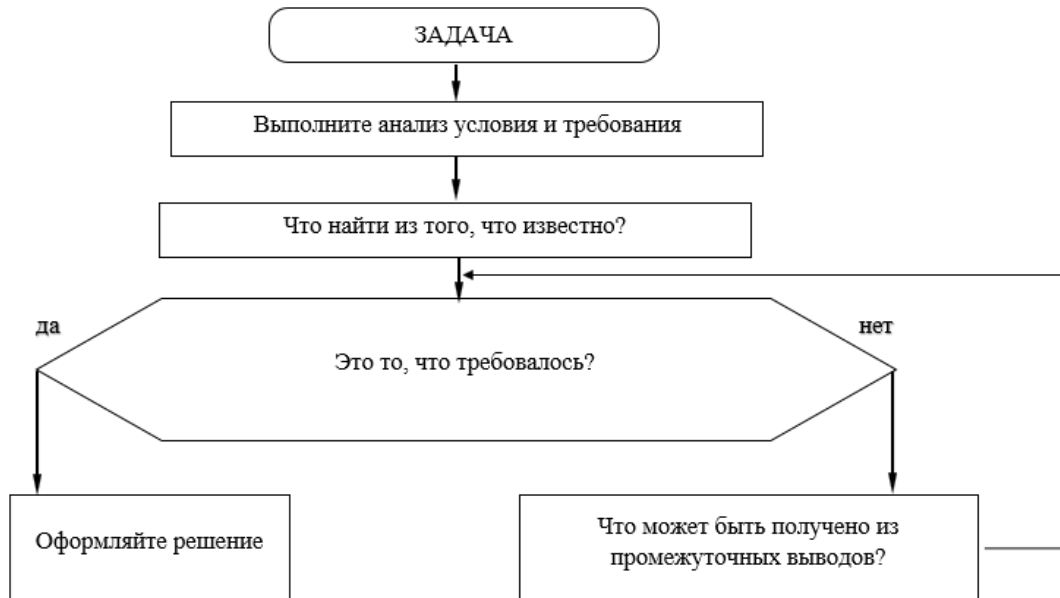 ЗАДАЧА
Выполните анализ условия и требования
Что найти из того, что известно?
да
нет
Это то, что требовалось?
Оформляйте решение
Что может быть получено из
промежуточных выводов?